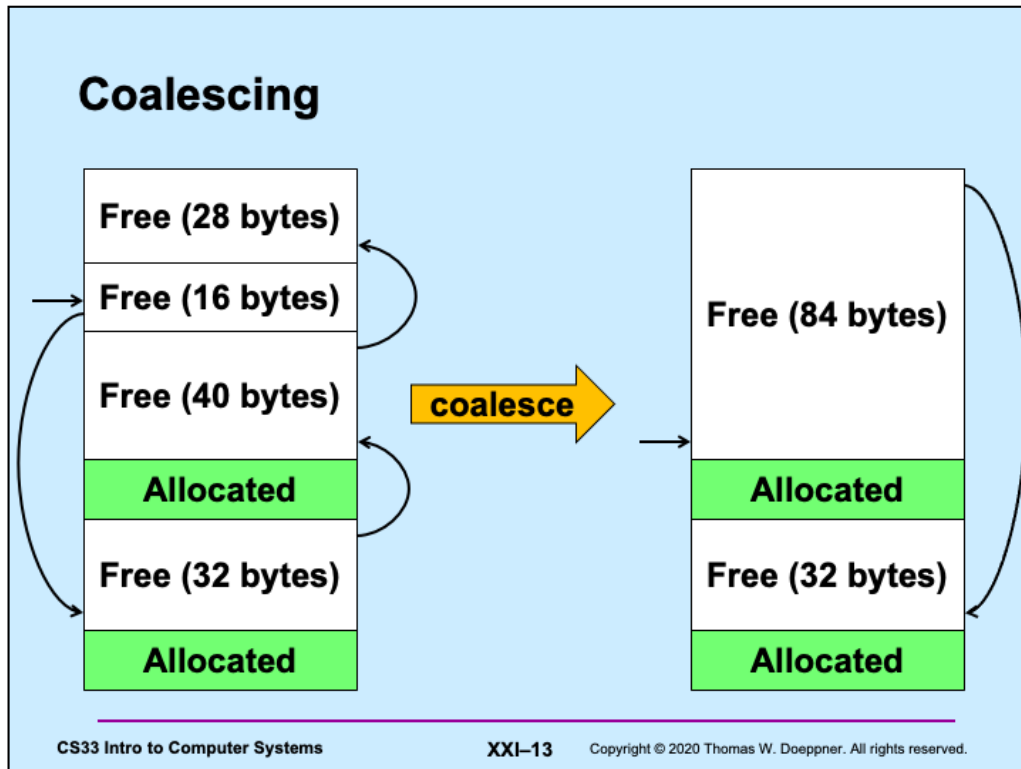 Coalescing
Free (28 bytes)
Free (16 bytes)
Free (40 bytes)
Allocated
Free (32 bytes)
Allocated
coalesce
Free (84 bytes)
Allocated
Free (32 bytes)
Allocated
CS33 Intro to Computer Systems
XXI–13
Copyright © 2020 Thomas W. Doeppner. All rights reserved.